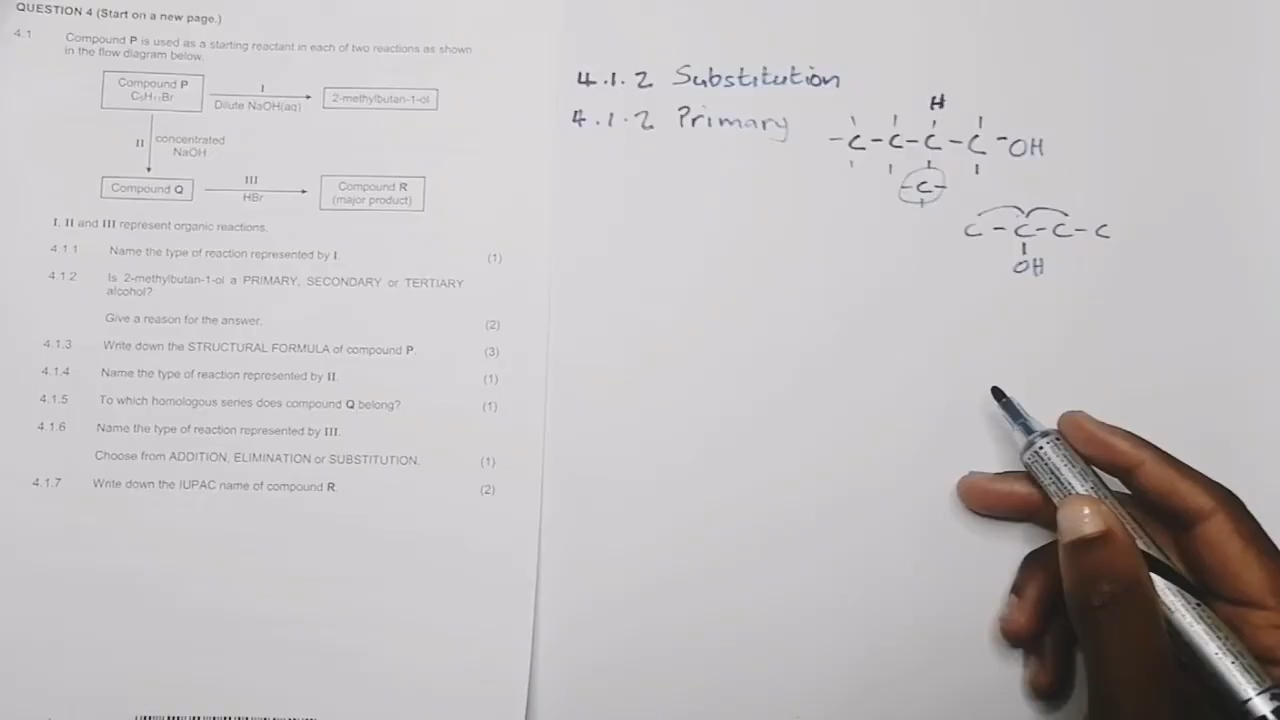 QUESTION 4 (Start on a new page.)
4.1 Compound P is used as a starting reactant in each of two reactions as shown
in the flow diagram below.
Compound P
C₅H₁₁Br
I
Dilute NaOH(aq)
2-methylbutan-1-ol
II
concentrated
NaOH
Compound Q
III
HBr
Compound R
(major product)
I, II and III represent organic reactions.
4.1.1 Name the type of reaction represented by I. (1)
4.1.2 Is 2-methylbutan-1-ol a PRIMARY, SECONDARY or TERTIARY
alcohol?
Give a reason for the answer. (2)
4.1.3 Write down the STRUCTURAL FORMULA of compound P. (3)
4.1.4 Name the type of reaction represented by II. (1)
4.1.5 To which homologous series does compound Q belong? (1)
4.1.6 Name the type of reaction represented by III.
Choose from ADDITION, ELIMINATION or SUBSTITUTION. (1)
4.1.7 Write down the IUPAC name of compound R. (2)
4.1.2 Substitution
4.1.2 Primary
H
-C-C-C-C-OH
-C-
C-C-C-C
OH